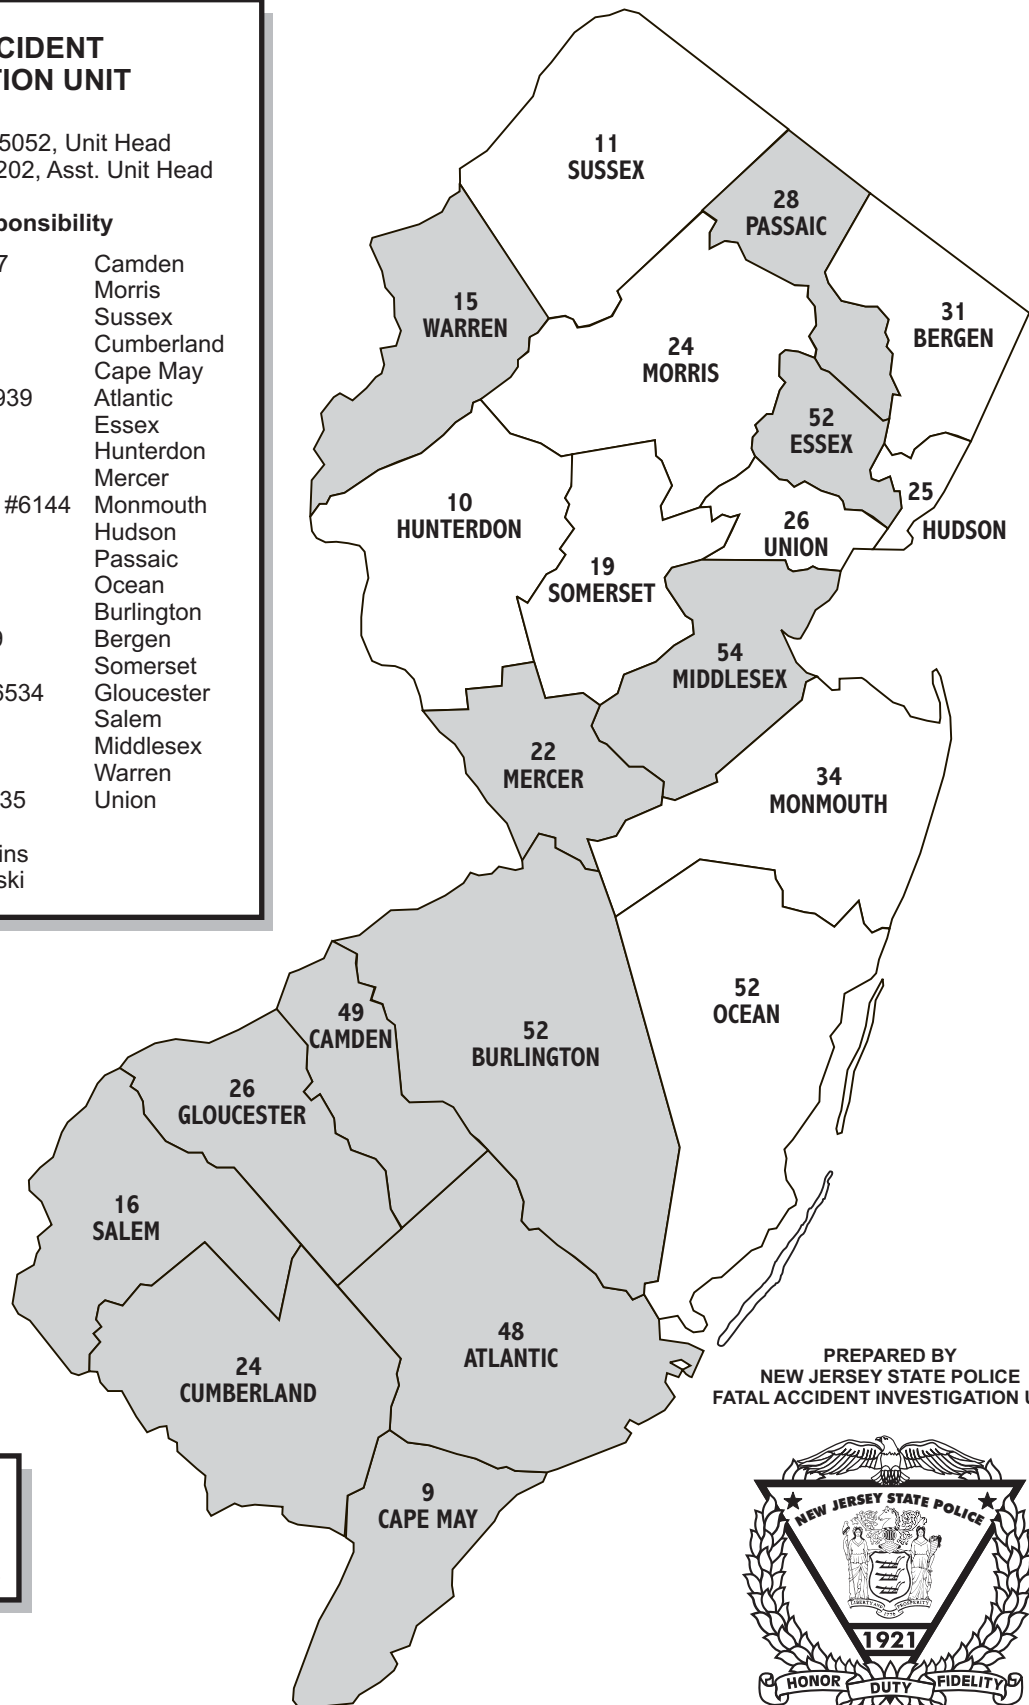 CIDENT
TION UNIT
5052, Unit Head
202, Asst. Unit Head
ponsibility
7 Camden
Morris
Sussex
Cumberland
Cape May
939 Atlantic
Essex
Hunterdon
Mercer
#6144 Monmouth
Hudson
Passaic
Ocean
Burlington
9 Bergen
Somerset
6534 Gloucester
Salem
Middlesex
Warren
35 Union
ins
ski
11
SUSSEX
28
PASSAIC
15
WARREN
31
BERGEN
24
MORRIS
52
ESSEX
25
HUDSON
10
HUNTERDON
26
UNION
19
SOMERSET
54
MIDDLESEX
22
MERCER
34
MONMOUTH
52
OCEAN
49
CAMDEN
52
BURLINGTON
26
GLOUCESTER
16
SALEM
48
ATLANTIC
24
CUMBERLAND
9
CAPE MAY
PREPARED BY
NEW JERSEY STATE POLICE
FATAL ACCIDENT INVESTIGATION U
NEW JERSEY STATE POLICE
LIBERTY AND PROSPERITY
1776
1921
HONOR DUTY FIDELITY